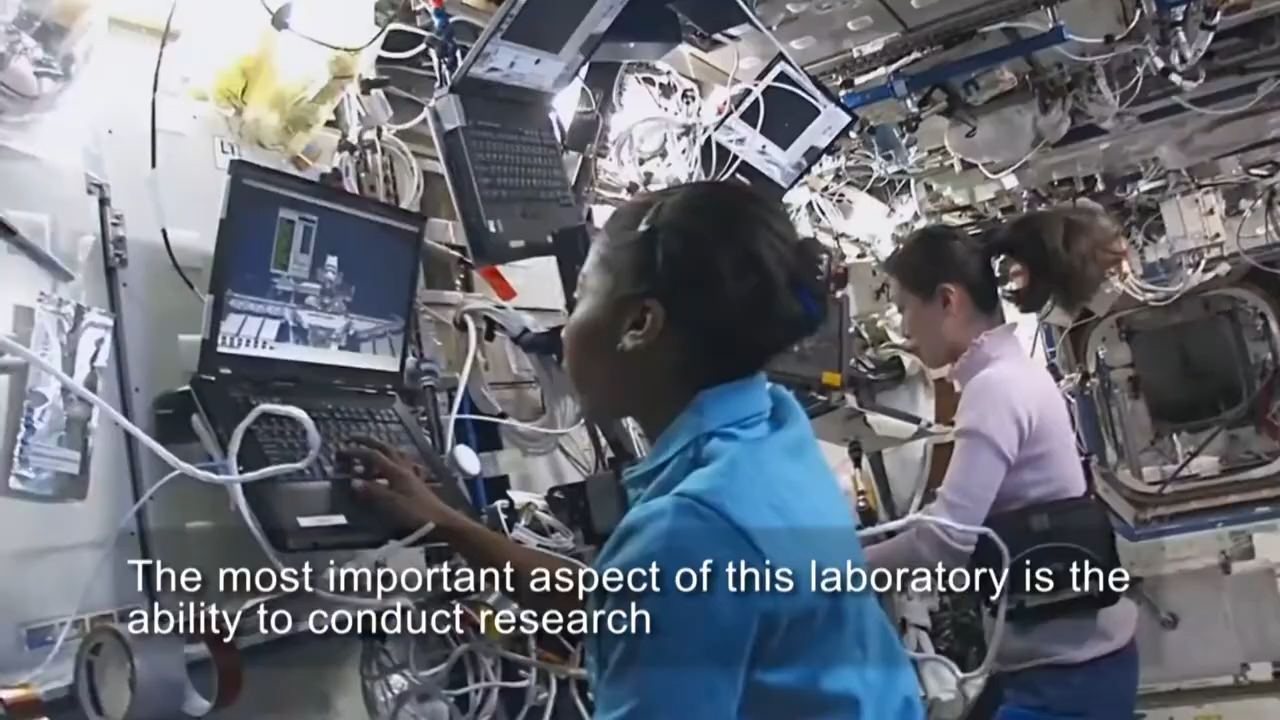 The most important aspect of this laboratory is the
ability to conduct research